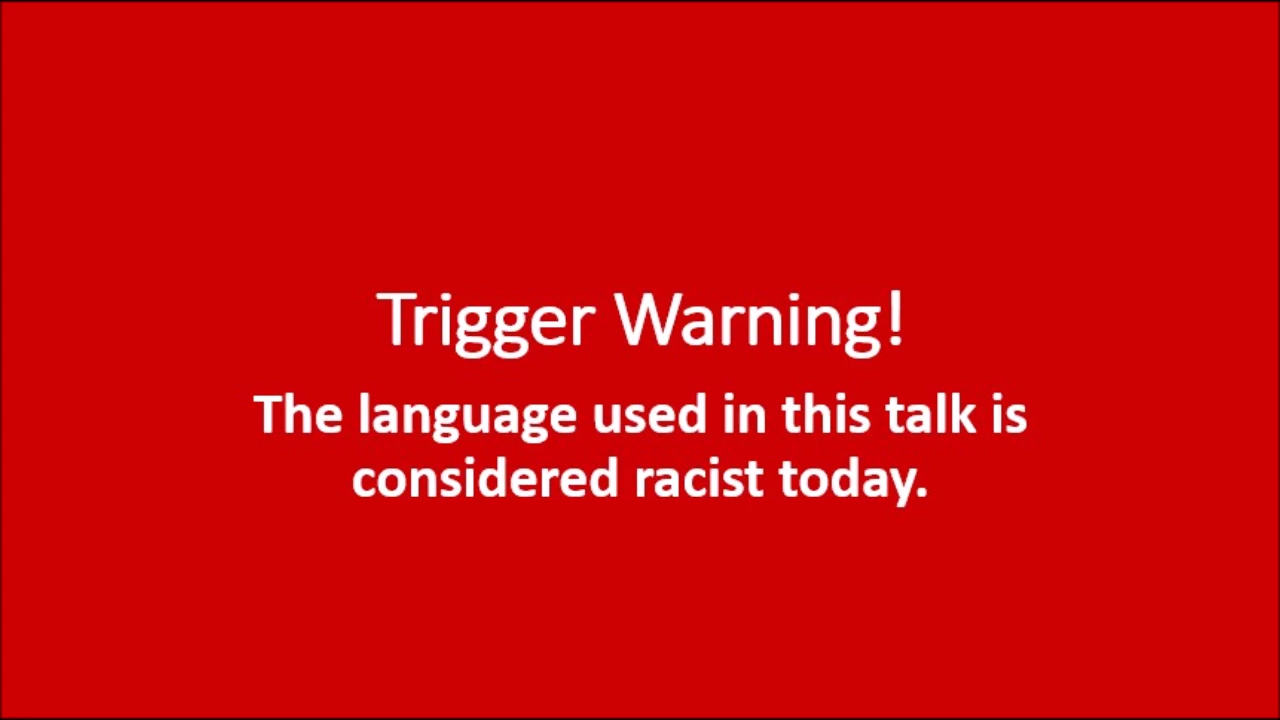 Trigger Warning!
The language used in this talk is
considered racist today.